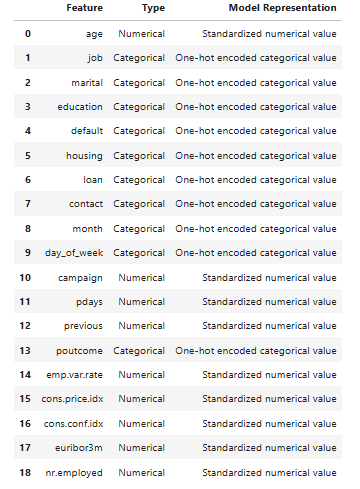 Feature Type Model Representation
0 age Numerical Standardized numerical value
1 job Categorical One-hot encoded categorical value
2 marital Categorical One-hot encoded categorical value
3 education Categorical One-hot encoded categorical value
4 default Categorical One-hot encoded categorical value
5 housing Categorical One-hot encoded categorical value
6 loan Categorical One-hot encoded categorical value
7 contact Categorical One-hot encoded categorical value
8 month Categorical One-hot encoded categorical value
9 day_of_week Categorical One-hot encoded categorical value
10 campaign Numerical Standardized numerical value
11 pdays Numerical Standardized numerical value
12 previous Numerical Standardized numerical value
13 poutcome Categorical One-hot encoded categorical value
14 emp.var.rate Numerical Standardized numerical value
15 cons.price.idx Numerical Standardized numerical value
16 cons.conf.idx Numerical Standardized numerical value
17 euribor3m Numerical Standardized numerical value
18 nr.employed Numerical Standardized numerical value